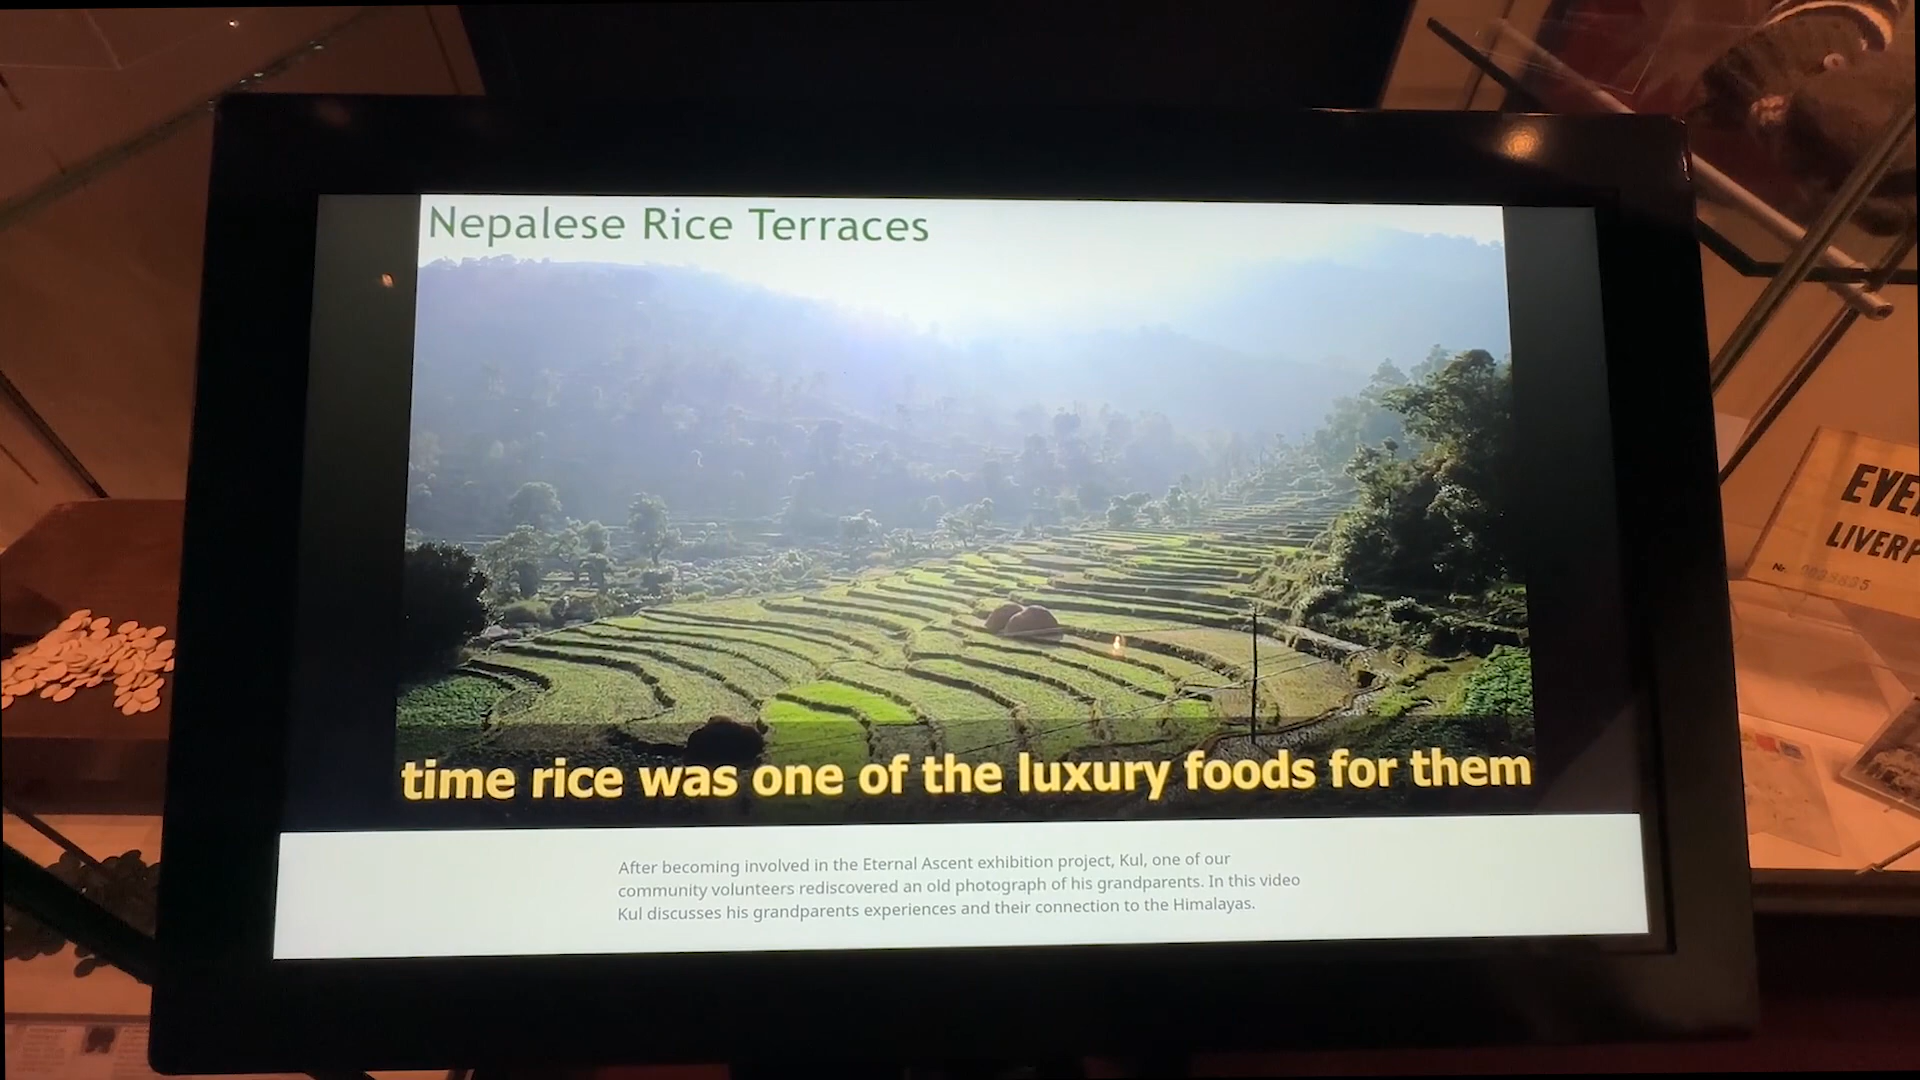 Nepalese Rice Terraces
time rice was one of the luxury foods for them
After becoming involved in the Eternal Ascent exhibition project, Kul, one of our
community volunteers rediscovered an old photograph of his grandparents. In this video
Kul discusses his grandparents experiences and their connection to the Himalayas.
EVE
LIVERP
Nr.